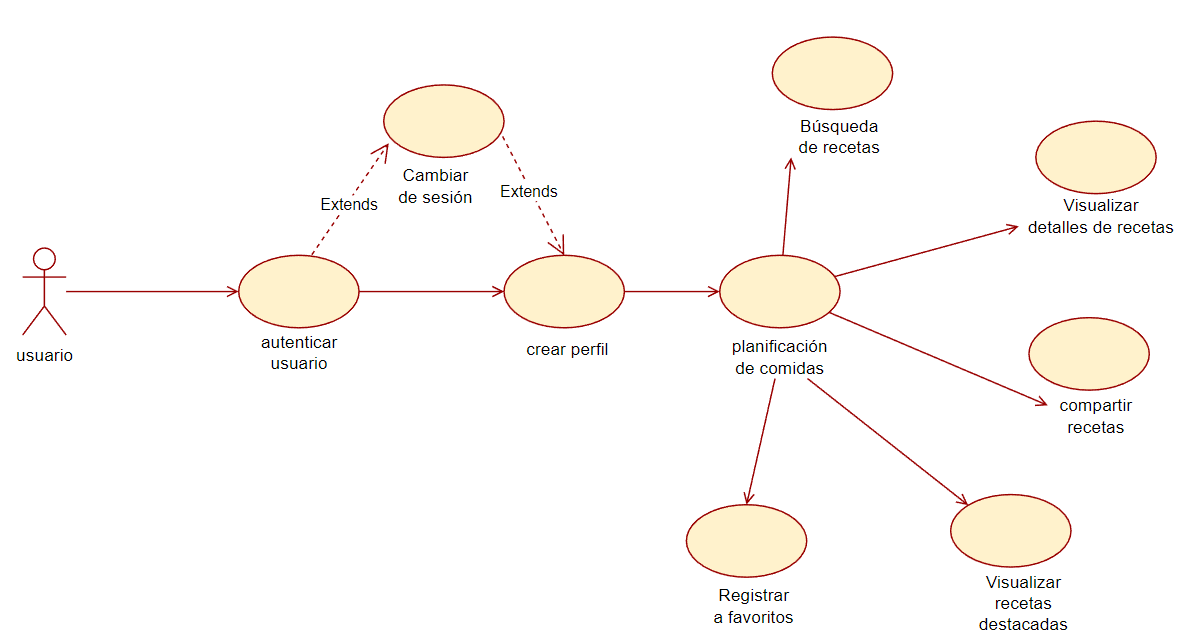 Búsqueda
de recetas
Cambiar
de sesión
Extends
Extends
Visualizar
detalles de recetas
usuario
autenticar
usuario
crear perfil
planificación
de comidas
compartir
recetas
Registrar
a favoritos
Visualizar
recetas
destacadas